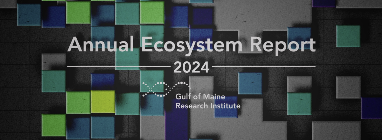 Annual Ecosystem Report
2024
Gulf of Maine
Research Institute